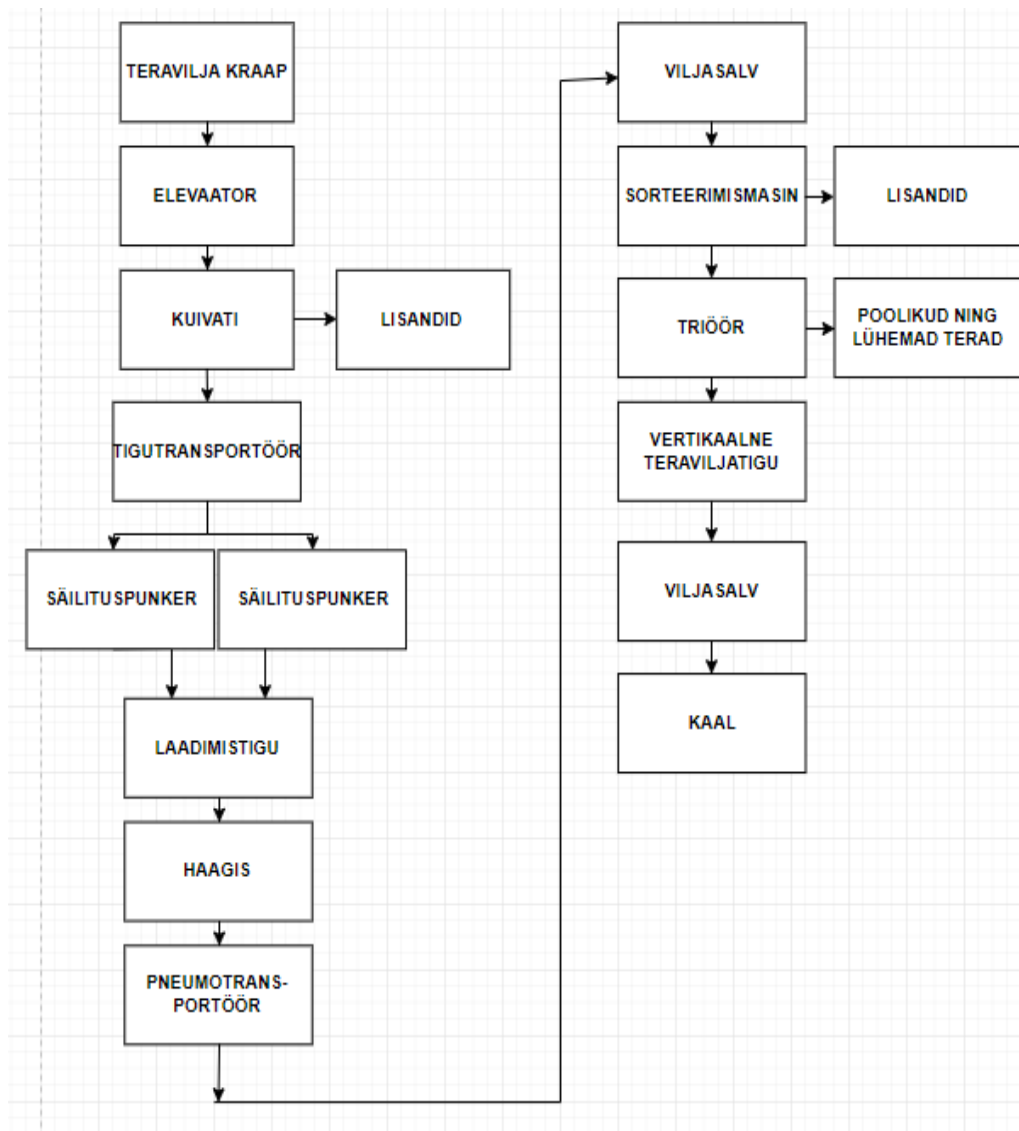 TERAVILJA KRAAP
ELEVAATOR
KUIVATI
LISANDID
TIGUTRANSPORTÖÖR
SÄILITUSPUNKER
SÄILITUSPUNKER
LAADIMISTIGU
HAAGIS
PNEUMOTRANS-
PORTÖÖR
VILJASALV
SORTEERIMISMASIN
LISANDID
TRIÖÖR
POOLIKUD NING
LÜHEMAD TERAD
VERTIKAALNE
TERAVILJATIGU
VILJASALV
KAAL